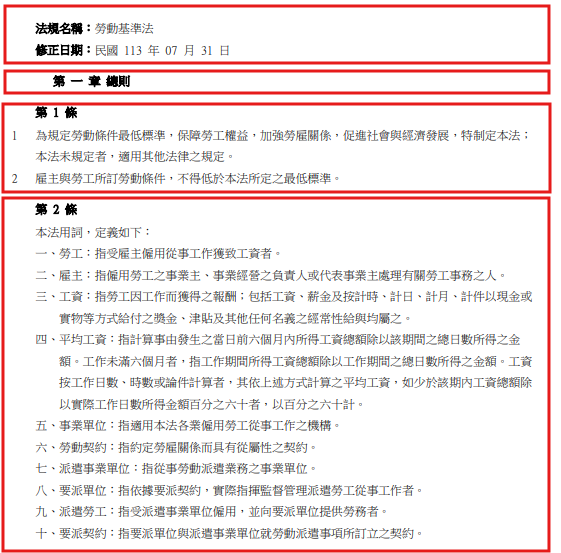 法規名稱：勞動基準法
修正日期：民國 113 年 07 月 31 日
第 一 章 總則
第 1 條
1 為規定勞動條件最低標準，保障勞工權益，加強勞雇關係，促進社會與經濟發展，特制定本法；
本法未規定者，適用其他法律之規定。
2 雇主與勞工所訂勞動條件，不得低於本法所定之最低標準。
第 2 條
本法用詞，定義如下：
一、勞工：指受雇主僱用從事工作獲致工資者。
二、雇主：指僱用勞工之事業主、事業經營之負責人或代表事業主處理有關勞工事務之人。
三、工資：指勞工因工作而獲得之報酬；包括工資、薪金及按計時、計日、計月、計件以現金或
實物等方式給付之獎金、津貼及其他任何名義之經常性給與均屬之。
四、平均工資：指計算事由發生之當日前六個月內所得工資總額除以該期間之總日數所得之金
額。工作未滿六個月者，指工作期間所得工資總額除以工作期間之總日數所得之金額。工資
按工作日數、時數或論件計算者，其依上述方式計算之平均工資，如少於該期內工資總額除
以實際工作日數所得金額百分之六十者，以百分之六十計。
五、事業單位：指適用本法各業僱用勞工從事工作之機構。
六、勞動契約：指約定勞雇關係而具有從屬性之契約。
七、派遣事業單位：指從事勞動派遣業務之事業單位。
八、要派單位：指依據要派契約，實際指揮監督管理派遣勞工從事工作者。
九、派遣勞工：指受派遣事業單位僱用，並向要派單位提供勞務者。
十、要派契約：指要派單位與派遣事業單位就勞動派遣事項所訂立之契約。